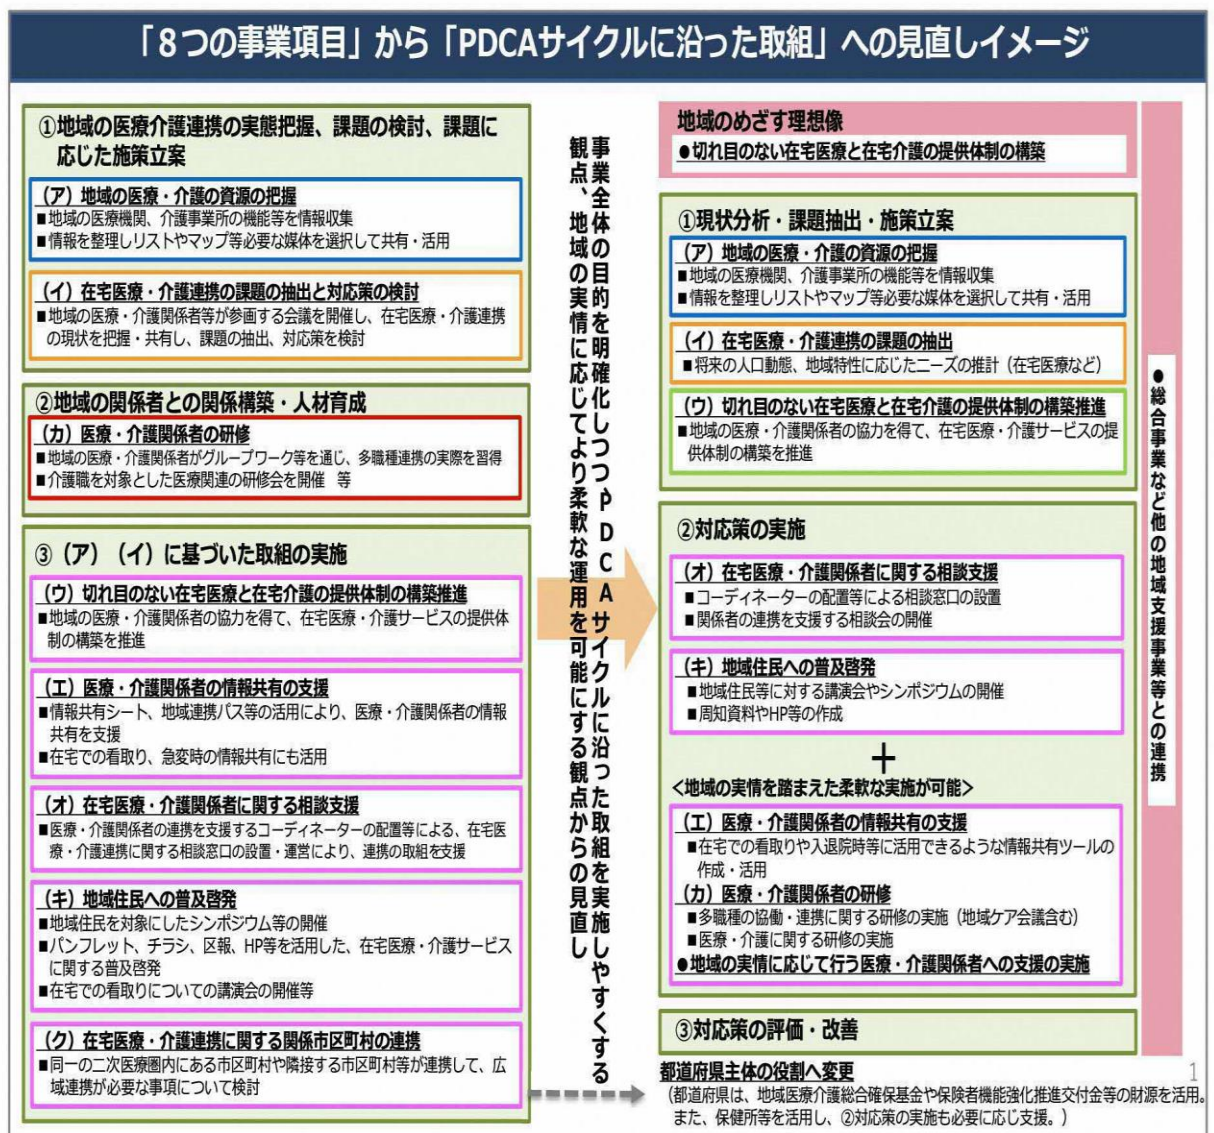 「８つの事業項目」から「PDCAサイクルに沿った取組」への見直しイメージ
①地域の医療介護連携の実態把握、課題の検討、課題に
応じた施策立案
（ア）地域の医療・介護の資源の把握
■地域の医療機関、介護事業所の機能等を情報収集
■情報を整理しリストやマップ等必要な媒体を選択して共有・活用
（イ）在宅医療・介護連携の課題の抽出と対応策の検討
■地域の医療・介護関係者等が参画する会議を開催し、在宅医療・介護連携
の現状を把握・共有し、課題の抽出、対応策を検討
②地域の関係者との関係構築・人材育成
（カ）医療・介護関係者の研修
■地域の医療・介護関係者がグループワーク等を通じ、多職種連携の実際を習得
■介護職を対象とした医療関連の研修会を開催　等
③（ア）（イ）に基づいた取組の実施
（ウ）切れ目のない在宅医療と在宅介護の提供体制の構築推進
■地域の医療・介護関係者の協力を得て、在宅医療・介護サービスの提供体
制の構築を推進
（エ）医療・介護関係者の情報共有の支援
■情報共有シート、地域連携パス等の活用により、医療・介護関係者の情報
共有を支援
■在宅での看取り、急変時の情報共有にも活用
（オ）在宅医療・介護関係者に関する相談支援
■医療・介護関係者の連携を支援するコーディネーターの配置等による、在宅医
療・介護連携に関する相談窓口の設置・運営により、連携の取組を支援
（キ）地域住民への普及啓発
■地域住民を対象にしたシンポジウム等の開催
■パンフレット、チラシ、区報、HP等を活用した、在宅医療・介護サービス
に関する普及啓発
■在宅での看取りについての講演会の開催等
（ク）在宅医療・介護連携に関する関係市区町村の連携
■同一の二次医療圏内にある市区町村や隣接する市区町村等が連携して、広
域連携が必要な事項について検討
事業全体の目的を明確化しつつ、PDCAサイクルに沿った取組を実施しやすくする
観点、地域の実情に応じてより柔軟な運用を可能にする観点からの見直し
地域のめざす理想像
●切れ目のない在宅医療と在宅介護の提供体制の構築
①現状分析・課題抽出・施策立案
（ア）地域の医療・介護の資源の把握
■地域の医療機関、介護事業所の機能等を情報収集
■情報を整理しリストやマップ等必要な媒体を選択して共有・活用
（イ）在宅医療・介護連携の課題の抽出
■将来の人口動態、地域特性に応じたニーズの推計（在宅医療など）
（ウ）切れ目のない在宅医療と在宅介護の提供体制の構築推進
■地域の医療・介護関係者の協力を得て、在宅医療・介護サービスの提
供体制の構築を推進
②対応策の実施
（オ）在宅医療・介護関係者に関する相談支援
■コーディネーターの配置等による相談窓口の設置
■関係者の連携を支援する相談会の開催
（キ）地域住民への普及啓発
■地域住民等に対する講演会やシンポジウムの開催
■周知資料やHP等の作成
＋
＜地域の実情を踏まえた柔軟な実施が可能＞
（エ）医療・介護関係者の情報共有の支援
■在宅での看取りや入退院時等に活用できるような情報共有ツールの
作成・活用
（カ）医療・介護関係者の研修
■多職種の協働・連携に関する研修の実施（地域ケア会議含む）
■医療・介護に関する研修の実施
●地域の実情に応じて行う医療・介護関係者への支援の実施
③対応策の評価・改善
●総合事業など他の地域支援事業等との連携
都道府県主体の役割へ変更
（都道府県は、地域医療介護総合確保基金や保険者機能強化推進交付金等の財源を活用。
また、保健所等を活用し、②対応策の実施も必要に応じ支援。）
1